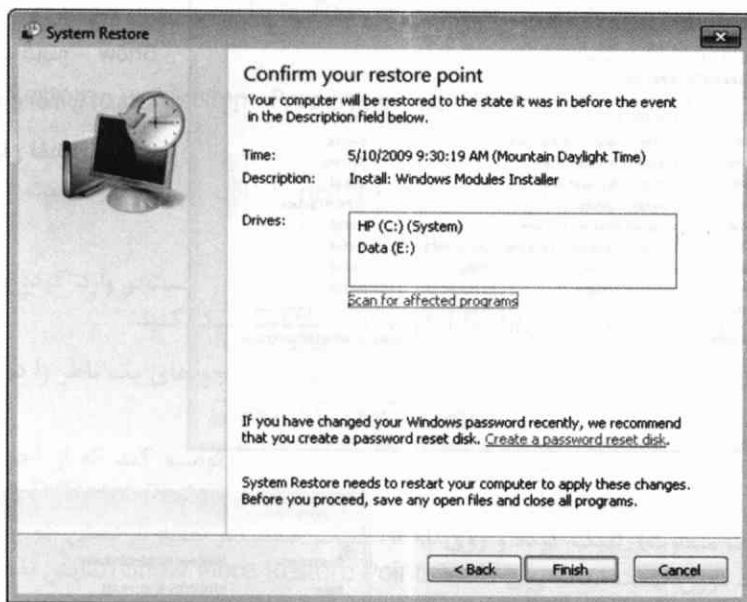 System Restore
Confirm your restore point
Your computer will be restored to the state it was in before the event
in the Description field below.
Time: 5/10/2009 9:30:19 AM (Mountain Daylight Time)
Description: Install: Windows Modules Installer
Drives:
HP (C:) (System)
Data (E:)
Scan for affected programs
If you have changed your Windows password recently, we recommend
that you create a password reset disk. Create a password reset disk.
System Restore needs to restart your computer to apply these changes.
Before you proceed, save any open files and close all programs.
< Back Finish Cancel